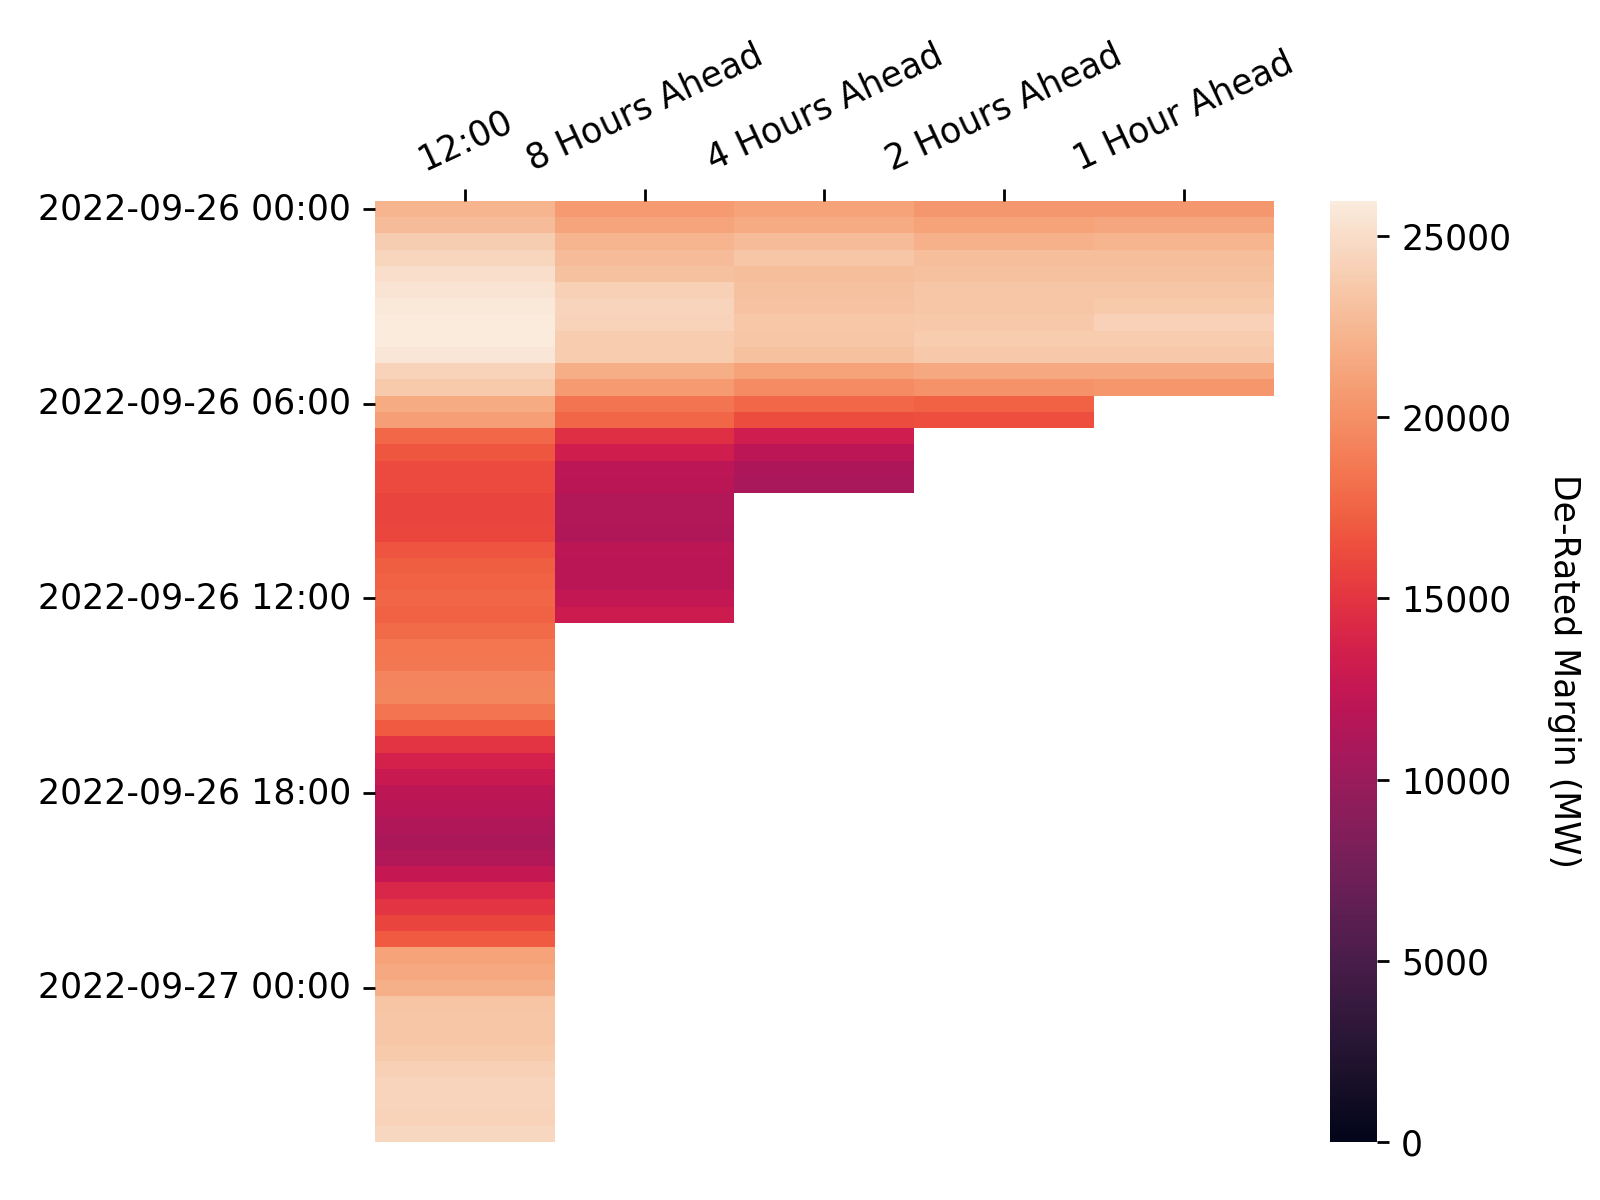 12:00
8 Hours Ahead
4 Hours Ahead
2 Hours Ahead
1 Hour Ahead
2022-09-26 00:00
2022-09-26 06:00
2022-09-26 12:00
2022-09-26 18:00
2022-09-27 00:00
25000
20000
15000
10000
5000
0
De-Rated Margin (MW)